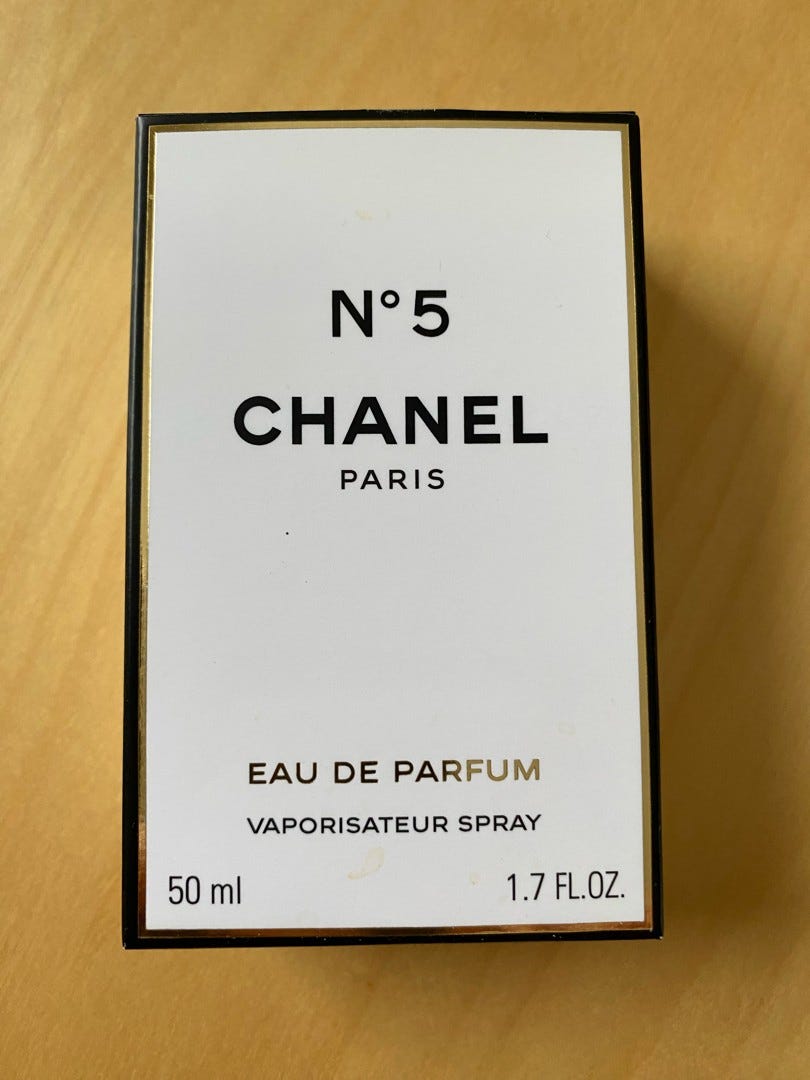 N°5
CHANEL
PARIS
EAU DE PARFUM
VAPORISATEUR SPRAY
50 ml 1.7 FL.OZ.